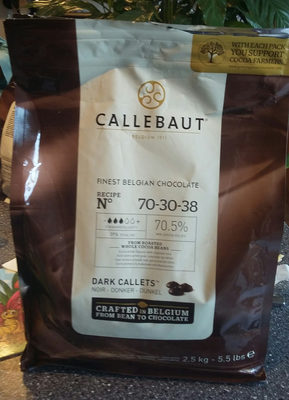 WITH EACH PACK
YOU SUPPORT
COCOA FARMERS
CALLEBAUT
BELGIUM 1911
FINEST BELGIAN CHOCOLATE
RECIPE
N° 70-30-38
70.5%
FROM ROASTED
WHOLE COCOA BEANS
DARK CALLETS™
NOIR - DONKER - DUNKEL
CRAFTED IN BELGIUM
FROM BEAN TO CHOCOLATE
2.5 kg - 5.5 lbs e